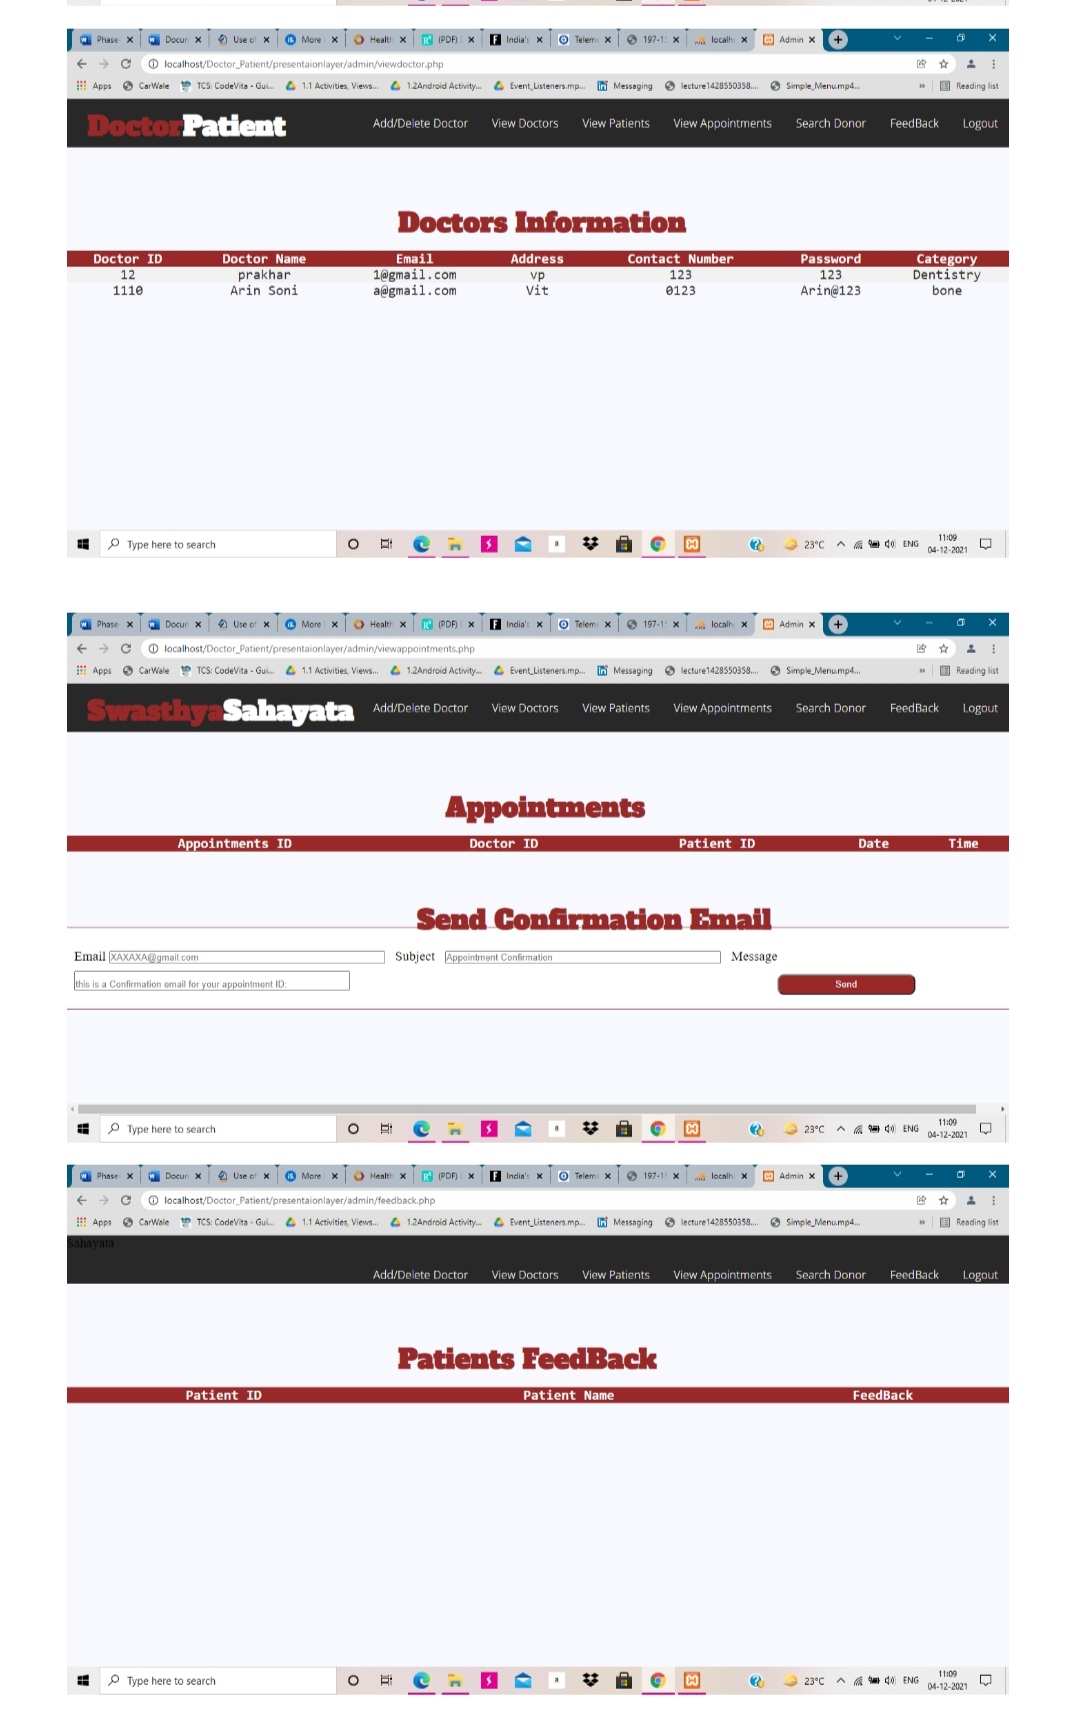 Phase Docum Use of More Health (PDF) India's Telem 197-1 localh Admin
localhost/Doctor_Patient/presentaionlayer/admin/viewdoctor.php
Apps CarWale TCS: CodeVita - Gui... 1.1 Activities, Views... 1.2Android Activity... Event_Listeners.mp... Messaging lecture1428550358.... Simple_Menu.mp4... » Reading list
DoctorPatient Add/Delete Doctor View Doctors View Patients View Appointments Search Donor FeedBack Logout
Doctors Information
Doctor ID Doctor Name Email Address Contact Number Password Category
12 prakhar 1@gmail.com vp 123 123 Dentistry
1110 Arin Soni a@gmail.com Vit 0123 Arin@123 bone
Type here to search 23°C ENG 11:09
04-12-2021
Phase Docum Use of More Health (PDF) India's Telem 197-1 localh Admin
localhost/Doctor_Patient/presentaionlayer/admin/viewappointments.php
Apps CarWale TCS: CodeVita - Gui... 1.1 Activities, Views... 1.2Android Activity... Event_Listeners.mp... Messaging lecture1428550358.... Simple_Menu.mp4... » Reading list
SwasthyaSahayata Add/Delete Doctor View Doctors View Patients View Appointments Search Donor FeedBack Logout
Appointments
Appointments ID Doctor ID Patient ID Date Time
Send Confirmation Email
Email XAXAXA@gmail.com Subject Appointment Confirmation Message
this is a Confirmation email for your appointment ID: Send
Type here to search 23°C ENG 11:09
04-12-2021
Phase Docum Use of More Health (PDF) India's Telem 197-1 localh Admin
localhost/Doctor_Patient/presentaionlayer/admin/feedback.php
Apps CarWale TCS: CodeVita - Gui... 1.1 Activities, Views... 1.2Android Activity... Event_Listeners.mp... Messaging lecture1428550358.... Simple_Menu.mp4... » Reading list
Sahayata
Add/Delete Doctor View Doctors View Patients View Appointments Search Donor FeedBack Logout
Patients FeedBack
Patient ID Patient Name FeedBack
Type here to search 23°C ENG 11:09
04-12-2021